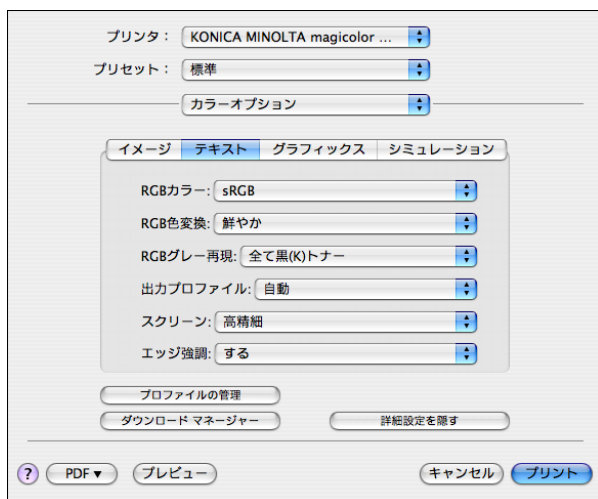 プリンタ： KONICA MINOLTA magicolor ...
プリセット： 標準
カラーオプション
イメージ テキスト グラフィックス シミュレーション
RGBカラー: sRGB
RGB色変換: 鮮やか
RGBグレー再現: 全て黒(K)トナー
出力プロファイル: 自動
スクリーン: 高精細
エッジ強調: する
プロファイルの管理
ダウンロード マネージャー 詳細設定を隠す
? PDF▼ プレビュー キャンセル プリント